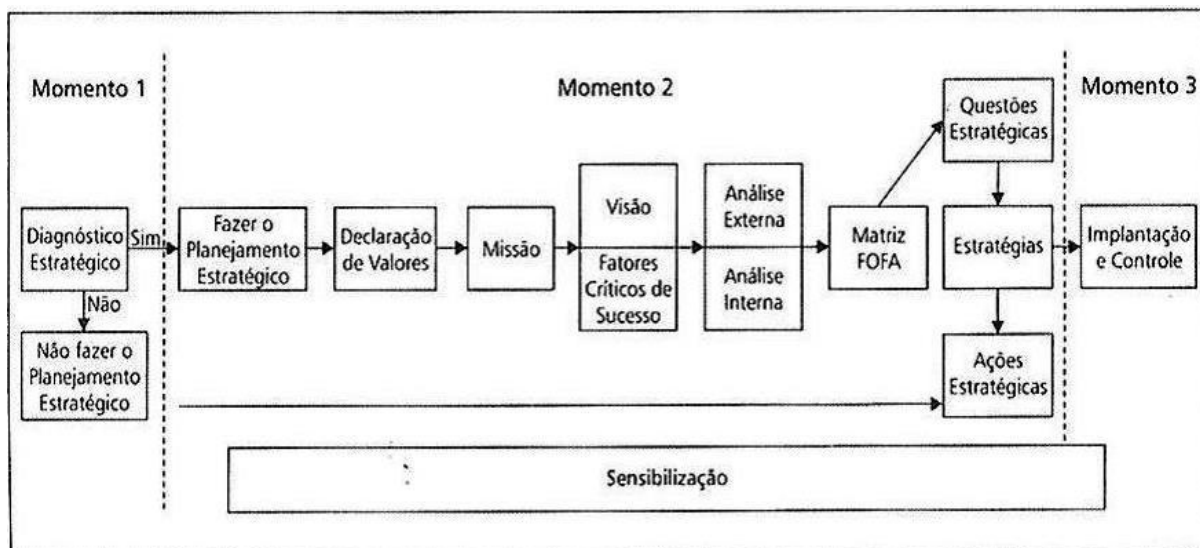 Momento 1
Momento 2
Momento 3
Diagnóstico
Estratégico
Sim
Não
Não fazer o
Planejamento
Estratégico
Fazer o
Planejamento
Estratégico
Declaração
de Valores
Missão
Visão
Fatores
Críticos de
Sucesso
Análise
Externa
Análise
Interna
Matriz
FOFA
Questões
Estratégicas
Estratégias
Ações
Estratégicas
Implantação
e Controle
Sensibilização